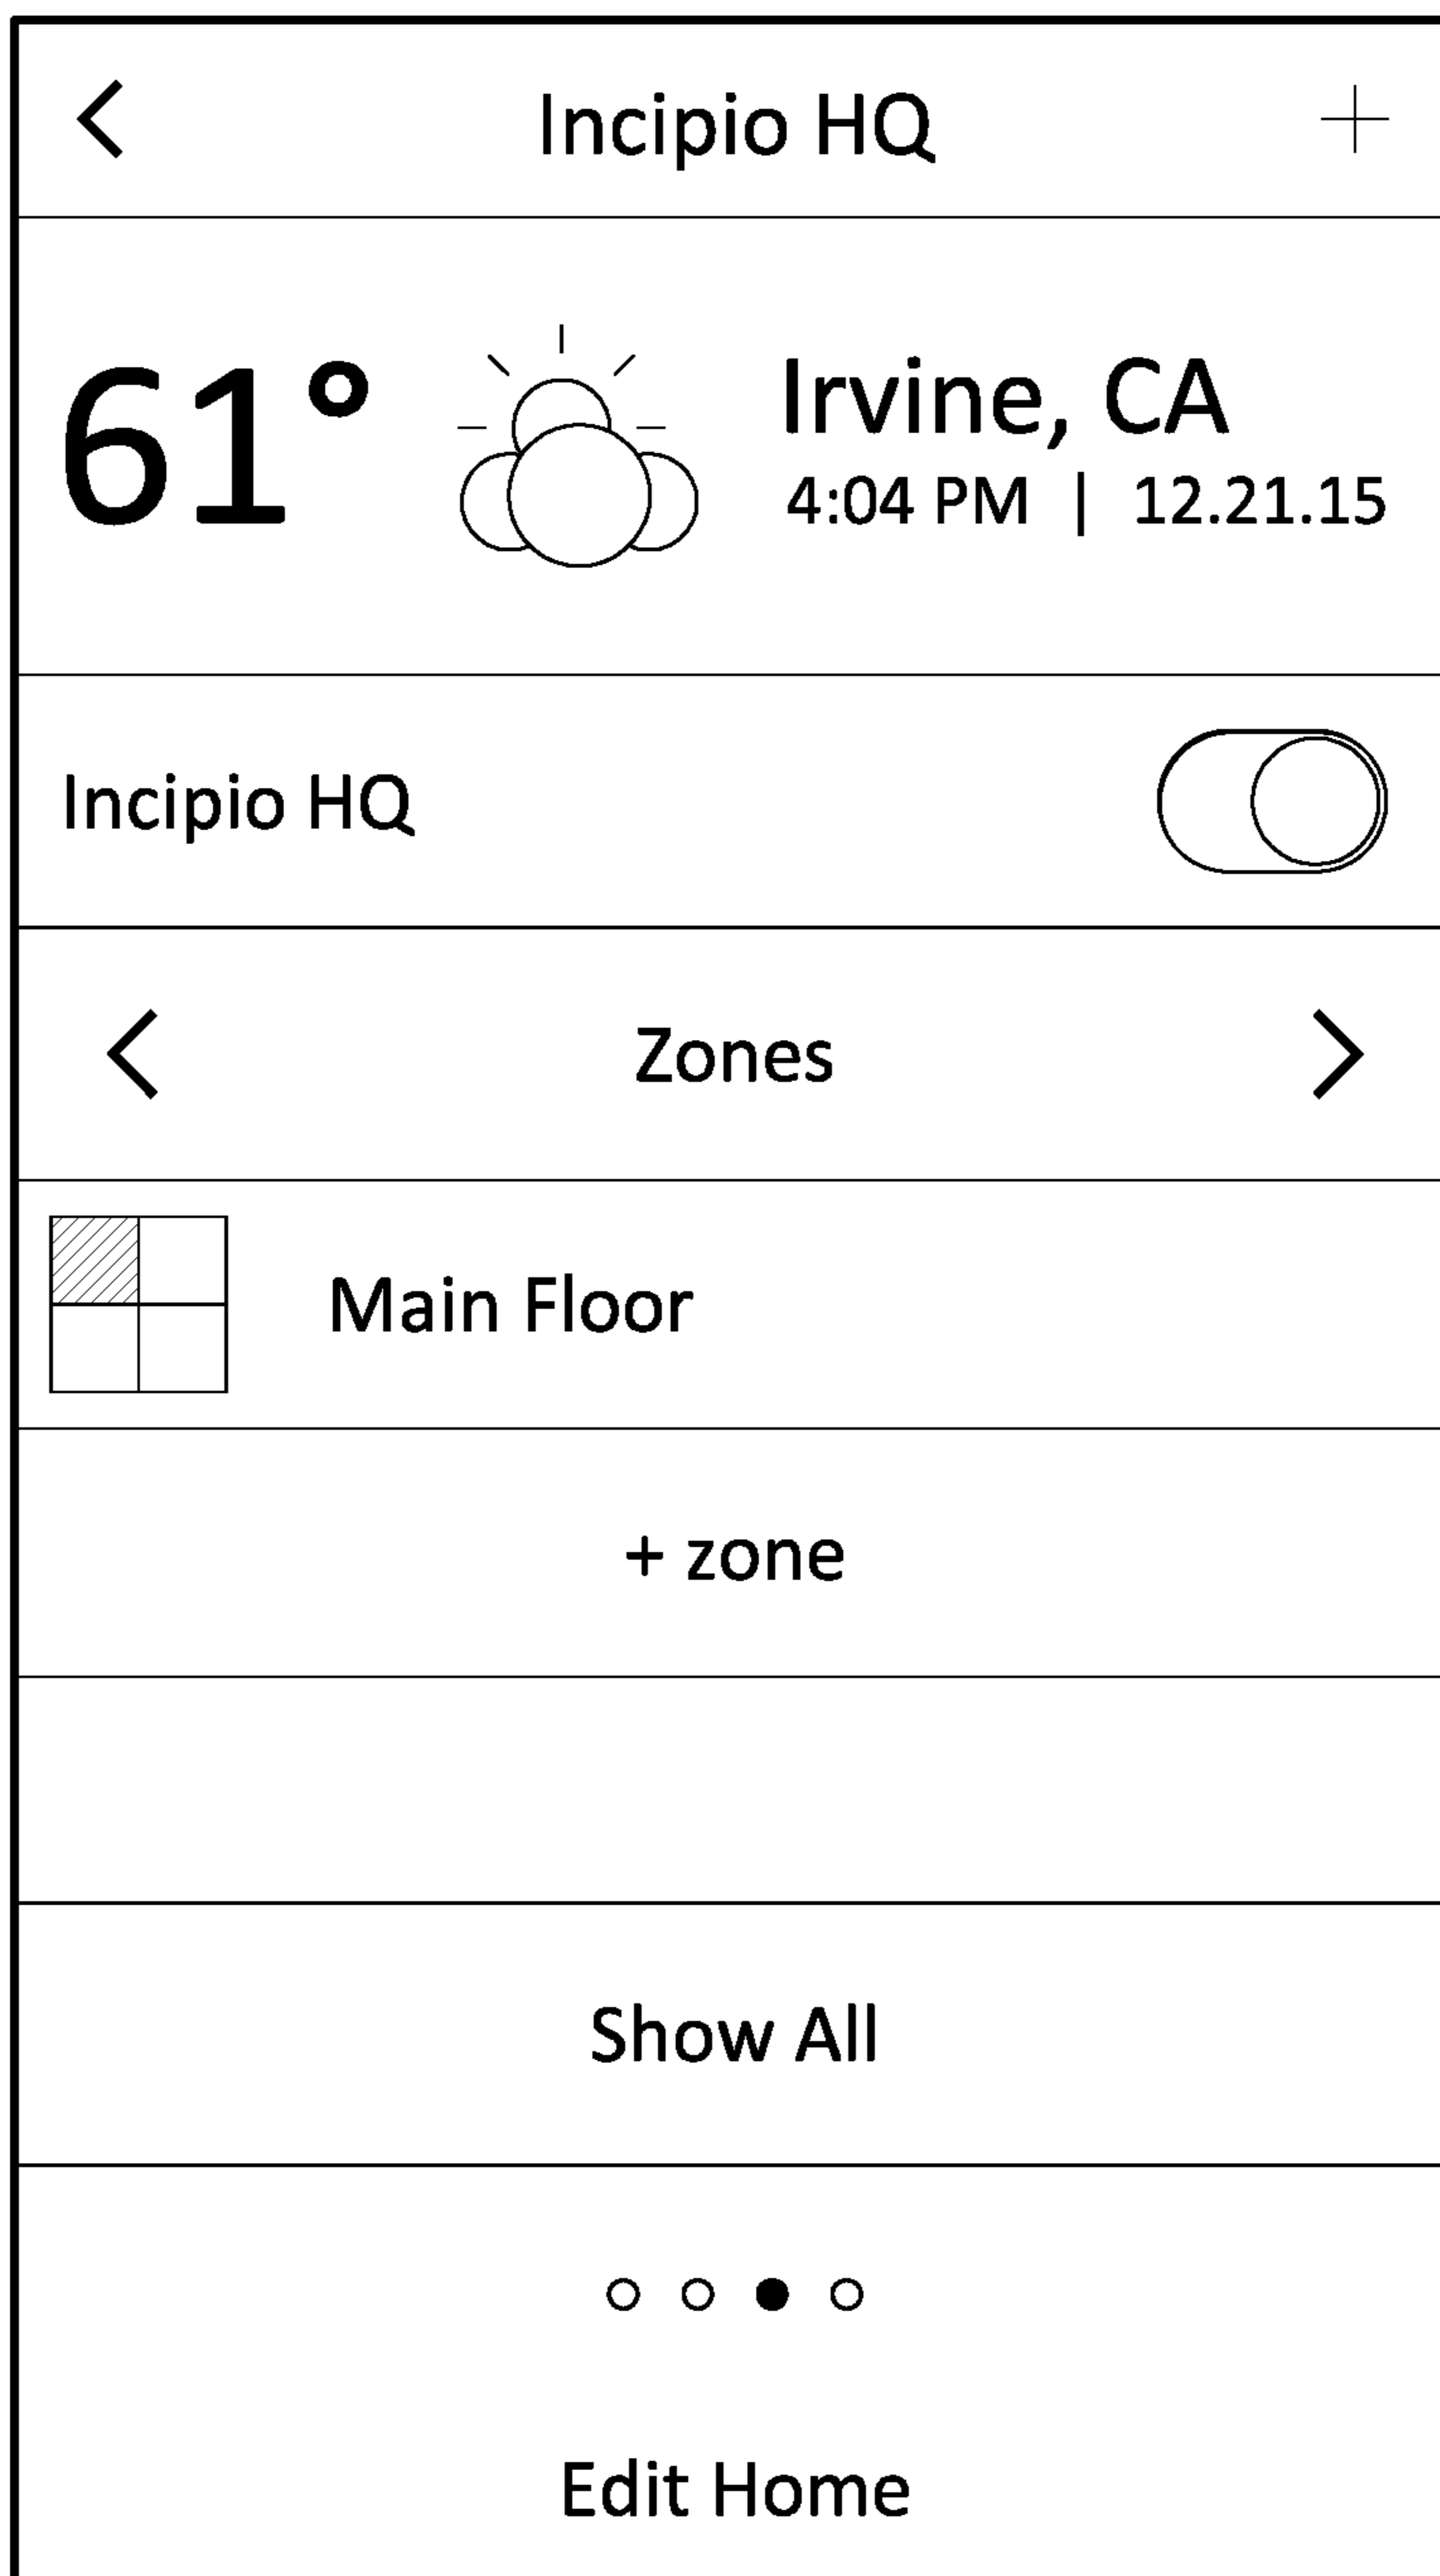 Incipio HQ
61°
Irvine, CA
4:04 PM | 12.21.15
Incipio HQ
Zones
Main Floor
+ zone
Show All
Edit Home